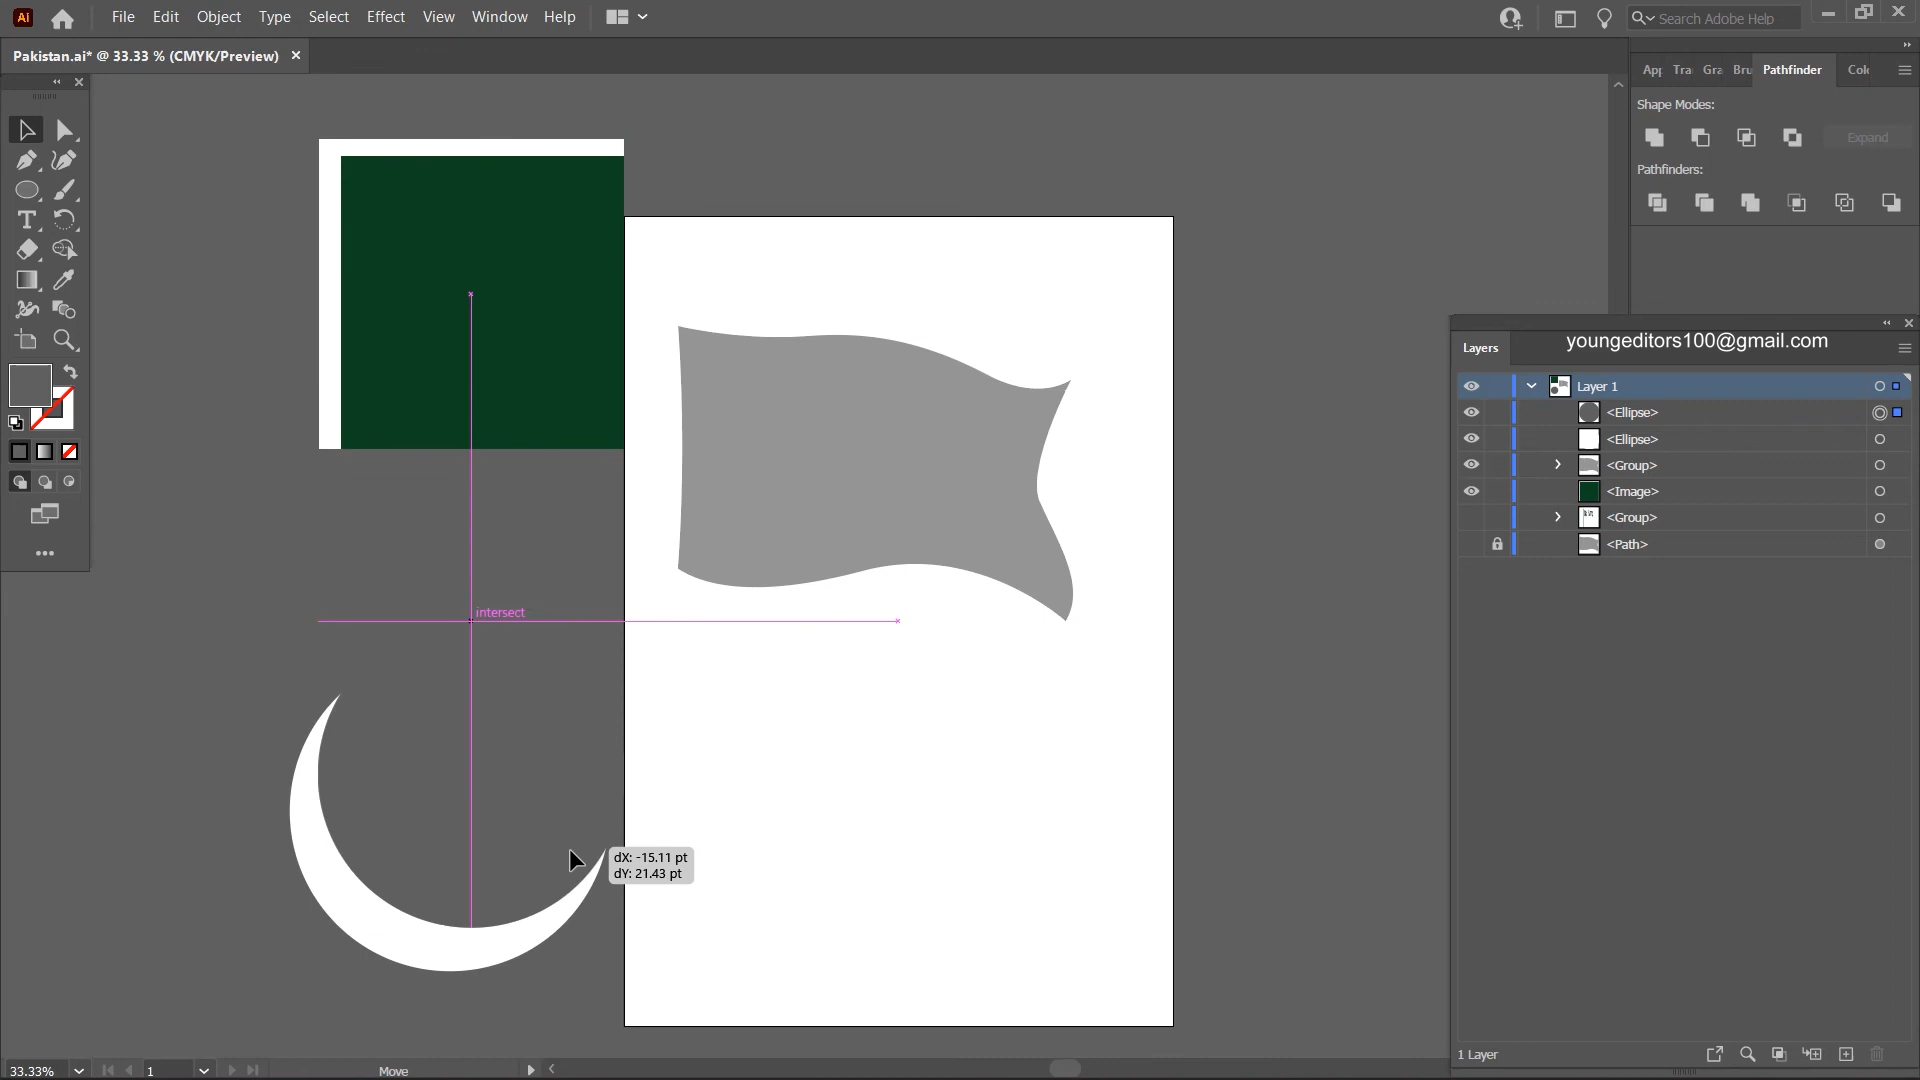 Ai File Edit Object Type Select Effect View Window Help Search Adobe Help
Pakistan.ai* @ 33.33 % (CMYK/Preview)
App Tra Gra Bru Pathfinder Colo
Shape Modes:
Expand
Pathfinders:
youngeditors100@gmail.com
Layers
Layer 1
<Ellipse>
<Ellipse>
<Group>
<Image>
<Group>
<Path>
intersect
dX: -15.11 pt
dY: 21.43 pt
1 Layer
33.33% 1 Move